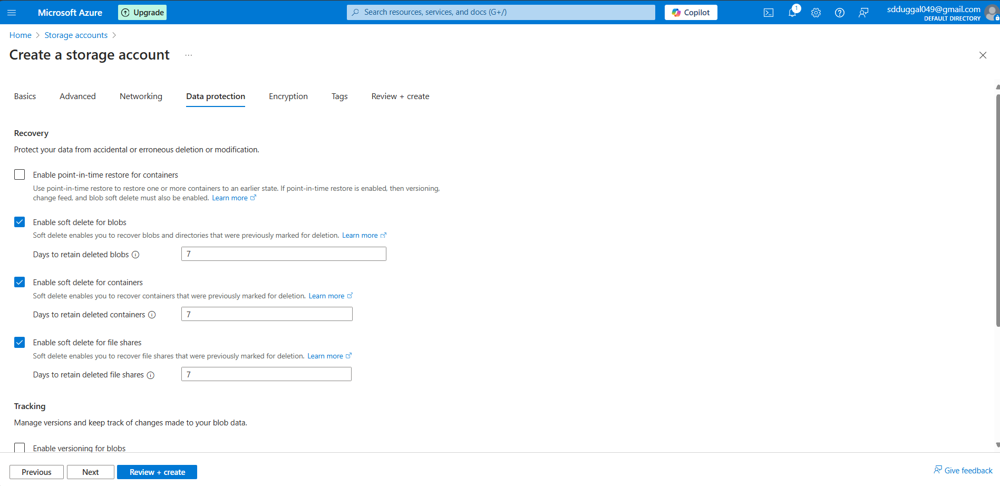 Microsoft Azure
Upgrade
Search resources, services, and docs (G+/)
Copilot
1
sdduggal049@gmail.com
DEFAULT DIRECTORY
Home > Storage accounts >
Create a storage account ...
Basics Advanced Networking Data protection Encryption Tags Review + create
Recovery
Protect your data from accidental or erroneous deletion or modification.
Enable point-in-time restore for containers
Use point-in-time restore to restore one or more containers to an earlier state. If point-in-time restore is enabled, then versioning,
change feed, and blob soft delete must also be enabled. Learn more
Enable soft delete for blobs
Soft delete enables you to recover blobs and directories that were previously marked for deletion. Learn more
Days to retain deleted blobs 7
Enable soft delete for containers
Soft delete enables you to recover containers that were previously marked for deletion. Learn more
Days to retain deleted containers 7
Enable soft delete for file shares
Soft delete enables you to recover file shares that were previously marked for deletion. Learn more
Days to retain deleted file shares 7
Tracking
Manage versions and keep track of changes made to your blob data.
Enable versioning for blobs
Previous Next Review + create
Give feedback